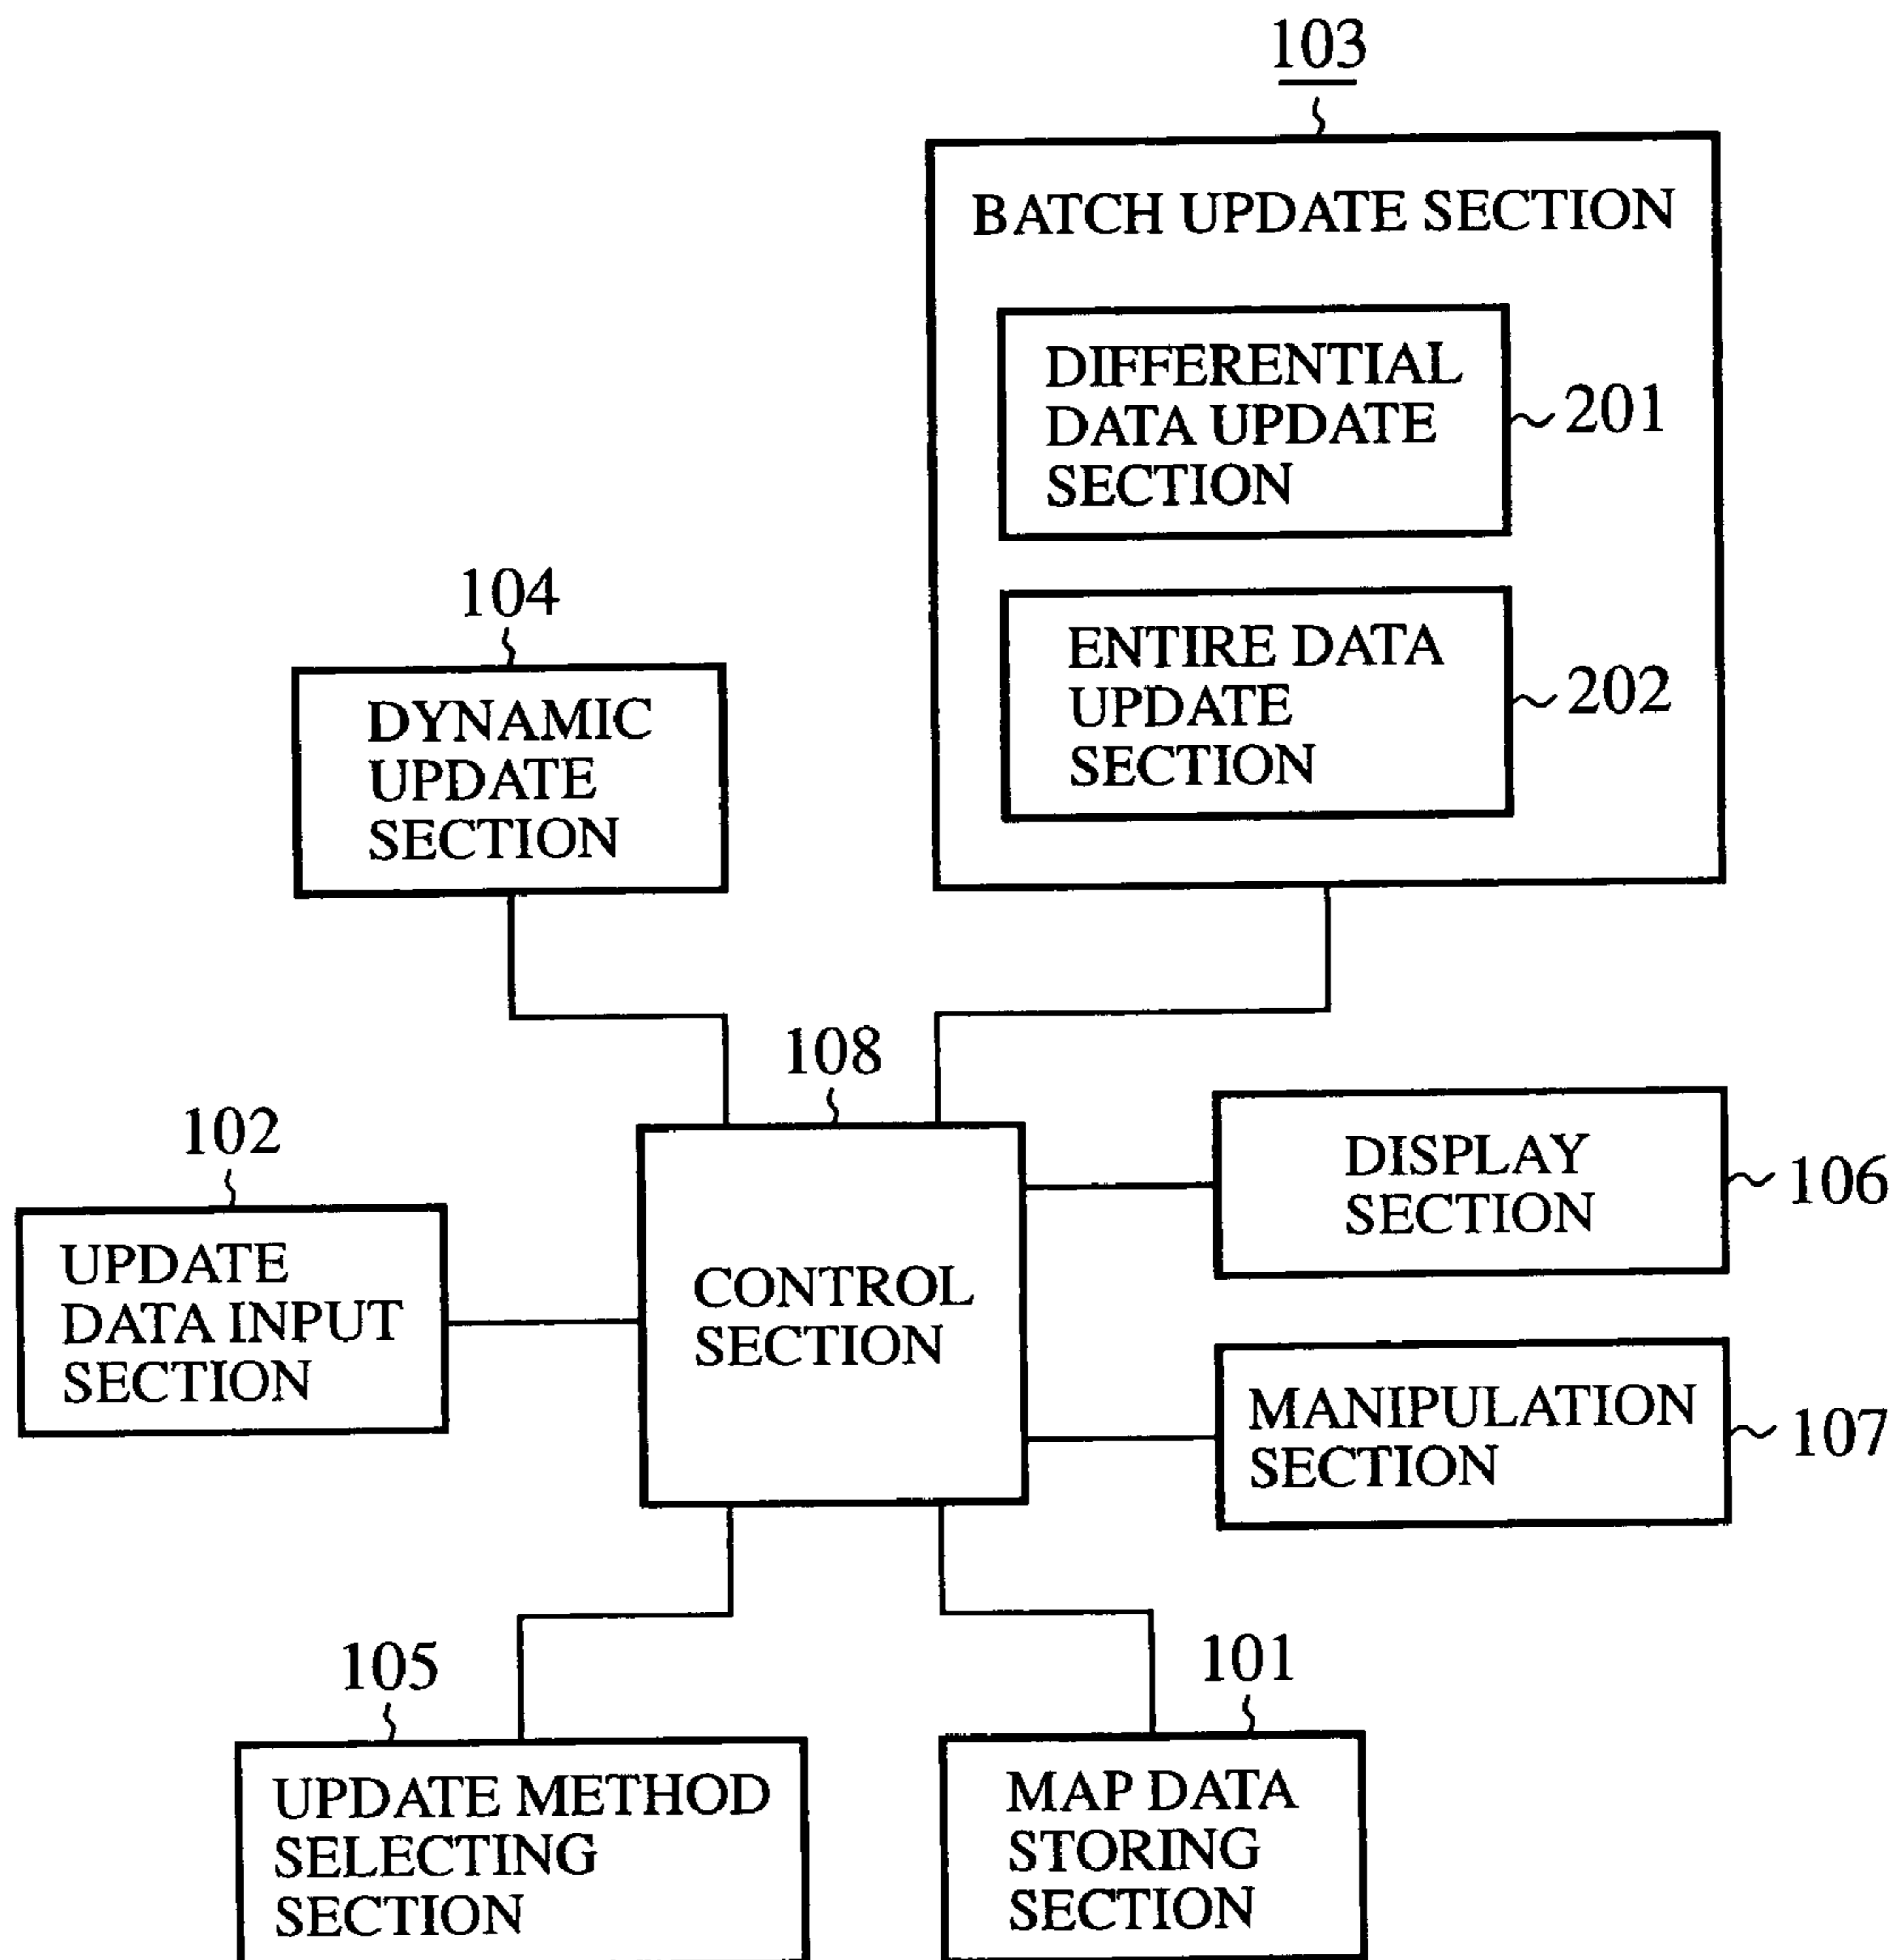 103
BATCH UPDATE SECTION
DIFFERENTIAL
DATA UPDATE
SECTION
201
ENTIRE DATA
UPDATE
SECTION
202
104
DYNAMIC
UPDATE
SECTION
108
CONTROL
SECTION
102
UPDATE
DATA INPUT
SECTION
DISPLAY
SECTION
106
MANIPULATION
SECTION
107
105
UPDATE METHOD
SELECTING
SECTION
101
MAP DATA
STORING
SECTION